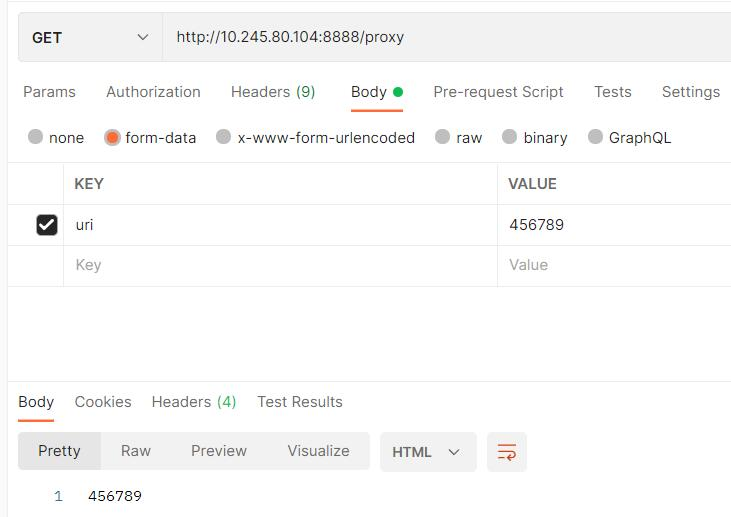 GET http://10.245.80.104:8888/proxy
Params Authorization Headers (9) Body Pre-request Script Tests Settings
none form-data x-www-form-urlencoded raw binary GraphQL
KEY VALUE
uri 456789
Key Value
Body Cookies Headers (4) Test Results
Pretty Raw Preview Visualize HTML
1 456789